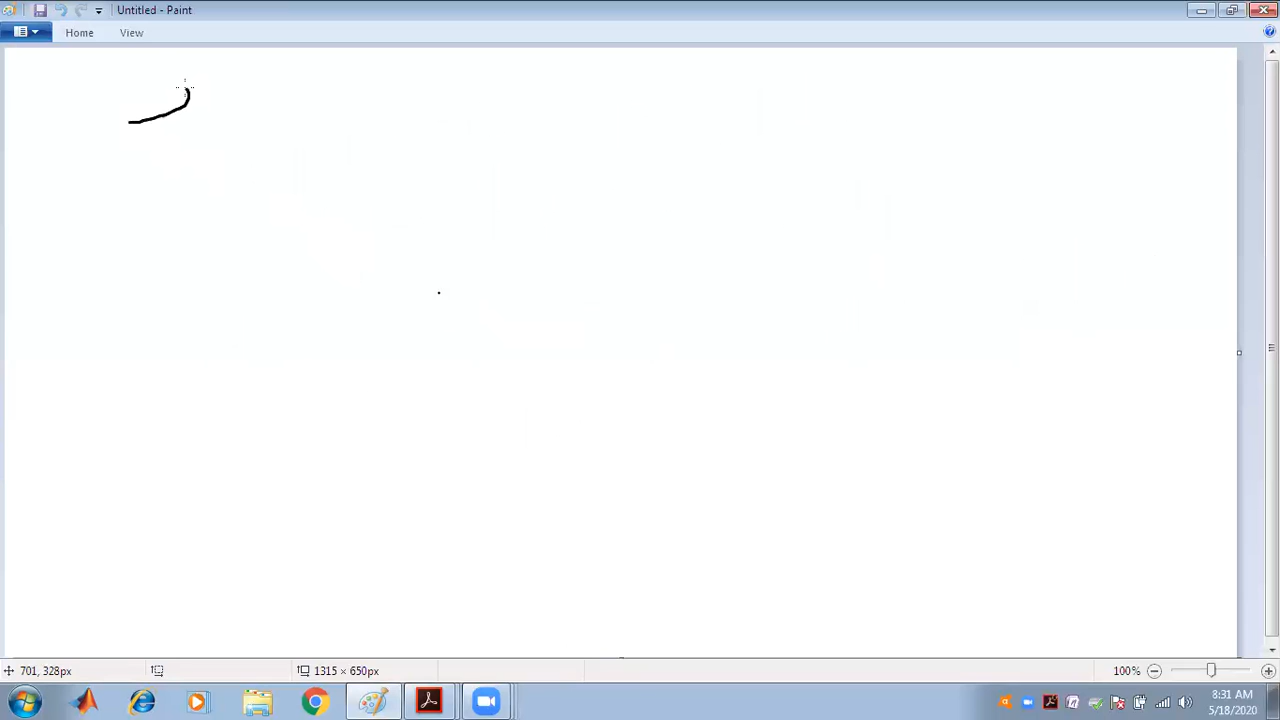 Untitled - Paint
Home View
701, 328px 1315 × 650px 100%
8:31 AM
5/18/2020